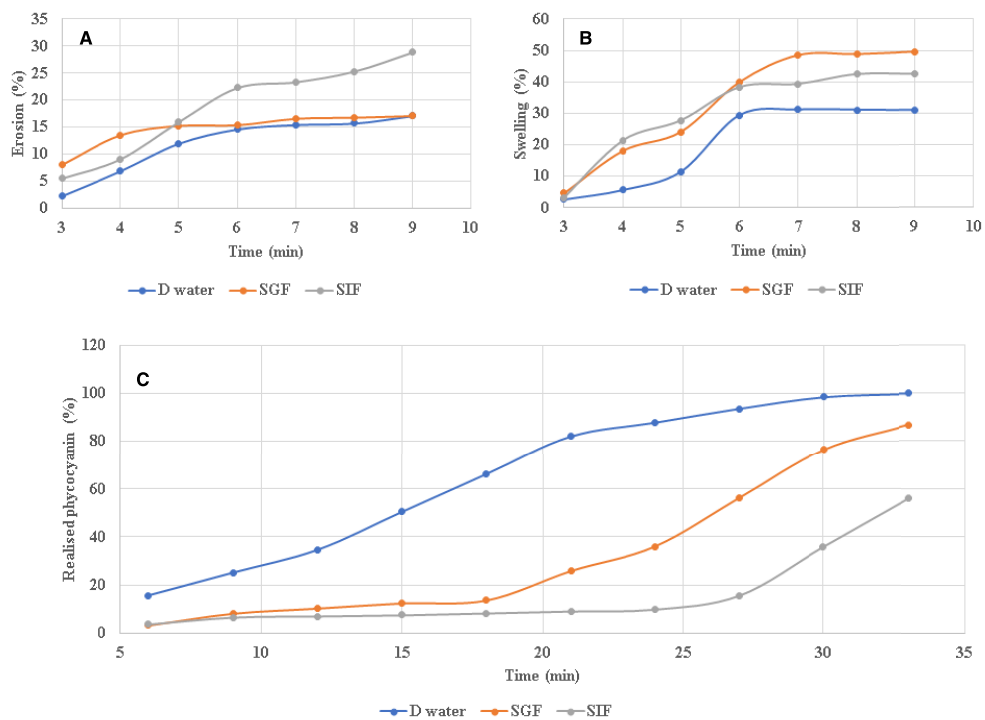 A
Erosion (%)
35
30
25
20
15
10
5
0
3 4 5 6 7 8 9 10
Time (min)
D water SGF SIF
B
Swelling (%)
60
50
40
30
20
10
0
3 4 5 6 7 8 9 10
Time (min)
D water SGF SIF
C
Realised phycocyanin (%)
120
100
80
60
40
20
0
5 10 15 20 25 30 35
Time (min)
D water SGF SIF